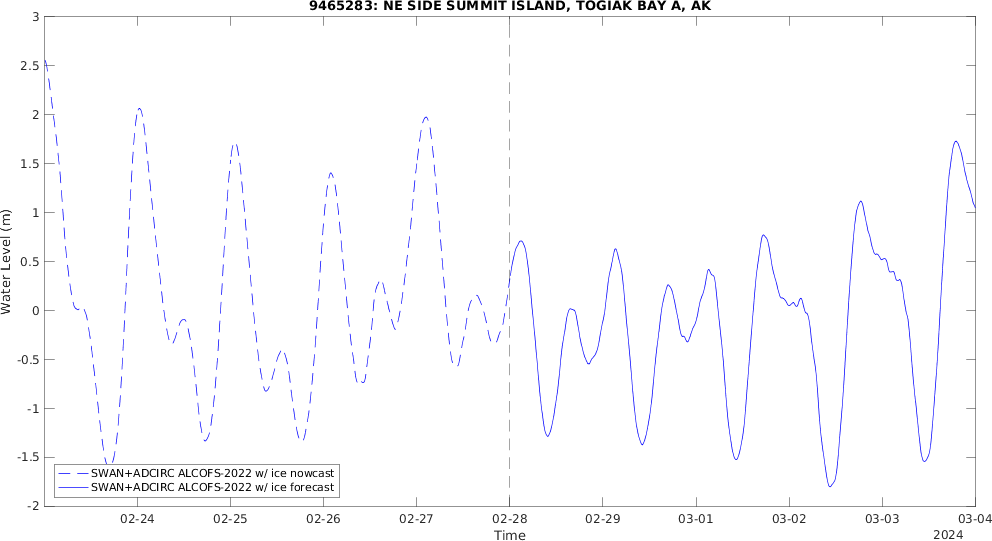 9465283: NE SIDE SUMMIT ISLAND, TOGIAK BAY A, AK
3
2.5
2
1.5
1
0.5
0
-0.5
-1
-1.5
-2
Water Level (m)
SWAN+ADCIRC ALCOFS-2022 w/ ice nowcast
SWAN+ADCIRC ALCOFS-2022 w/ ice forecast
02-24 02-25 02-26 02-27 02-28 02-29 03-01 03-02 03-03 03-04
Time
2024